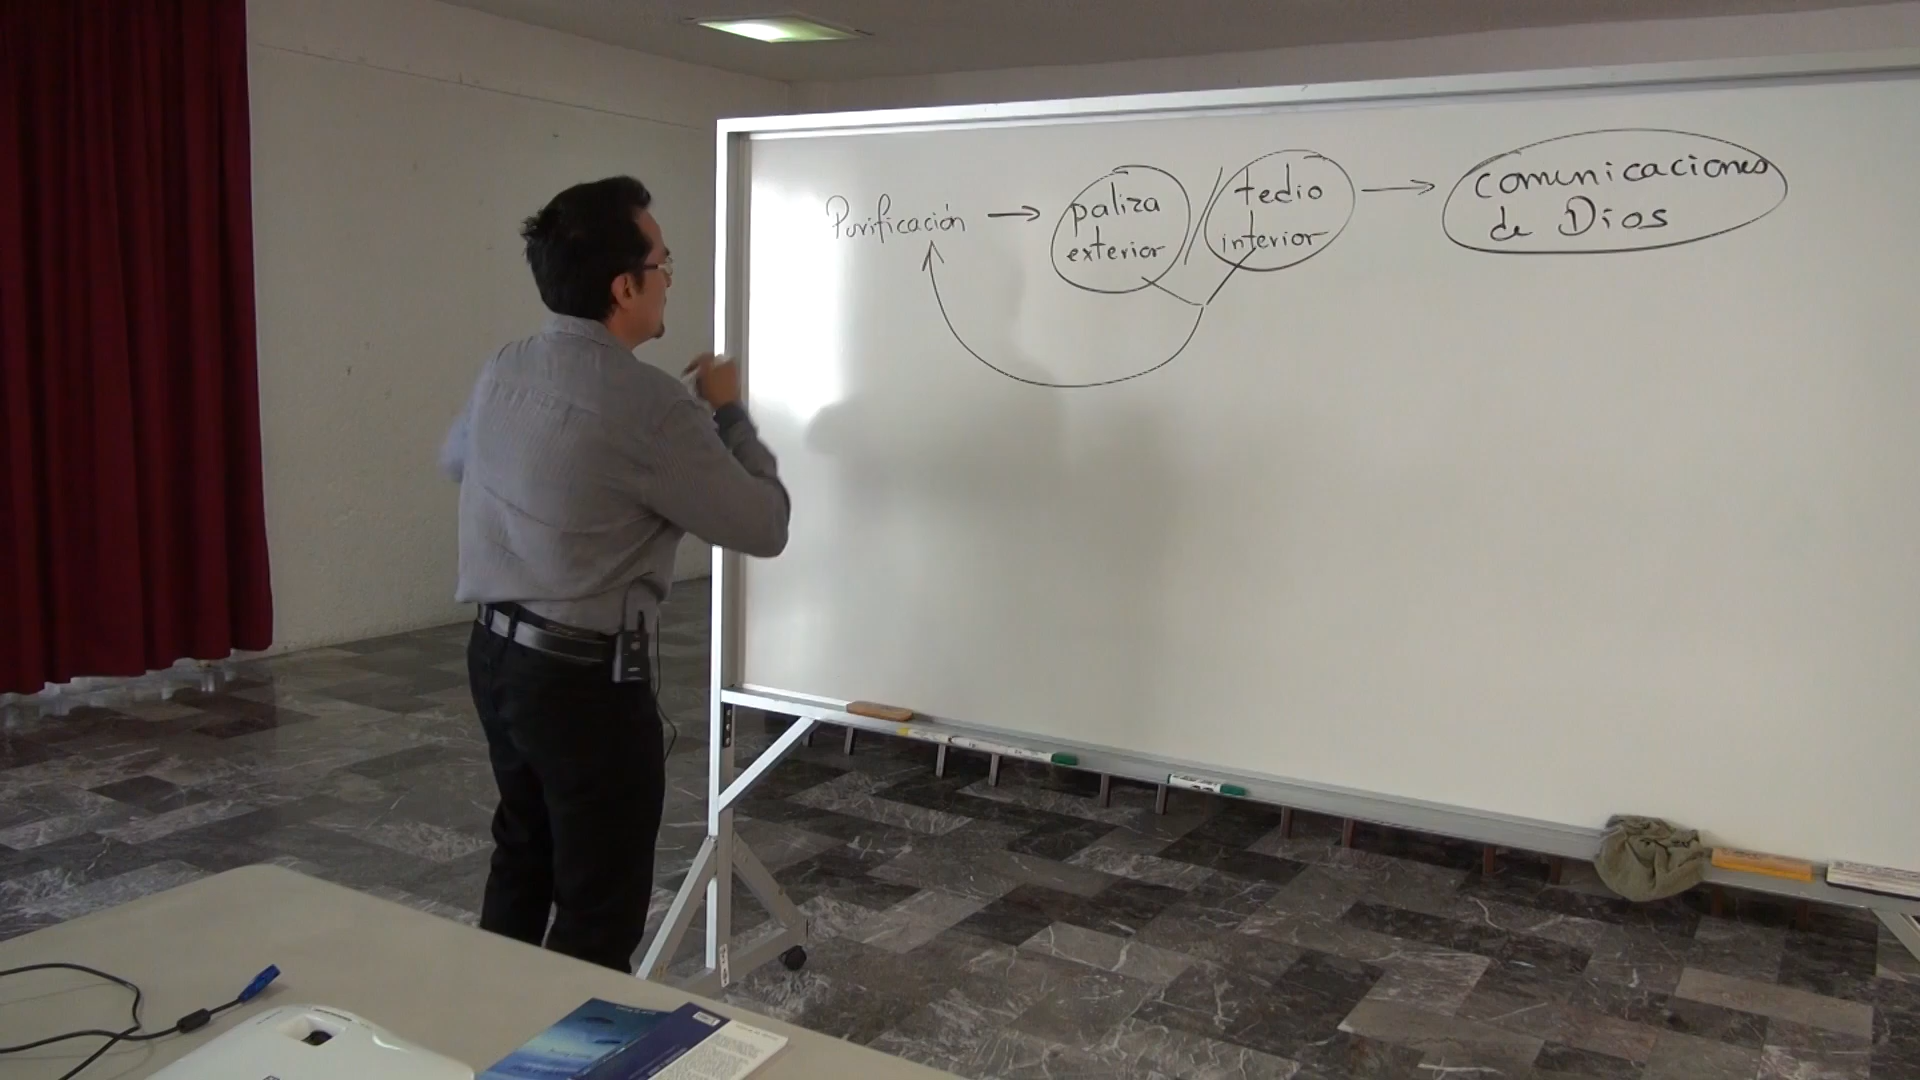 Purificación → paliza exterior / tedio interior → comunicaciones de Dios